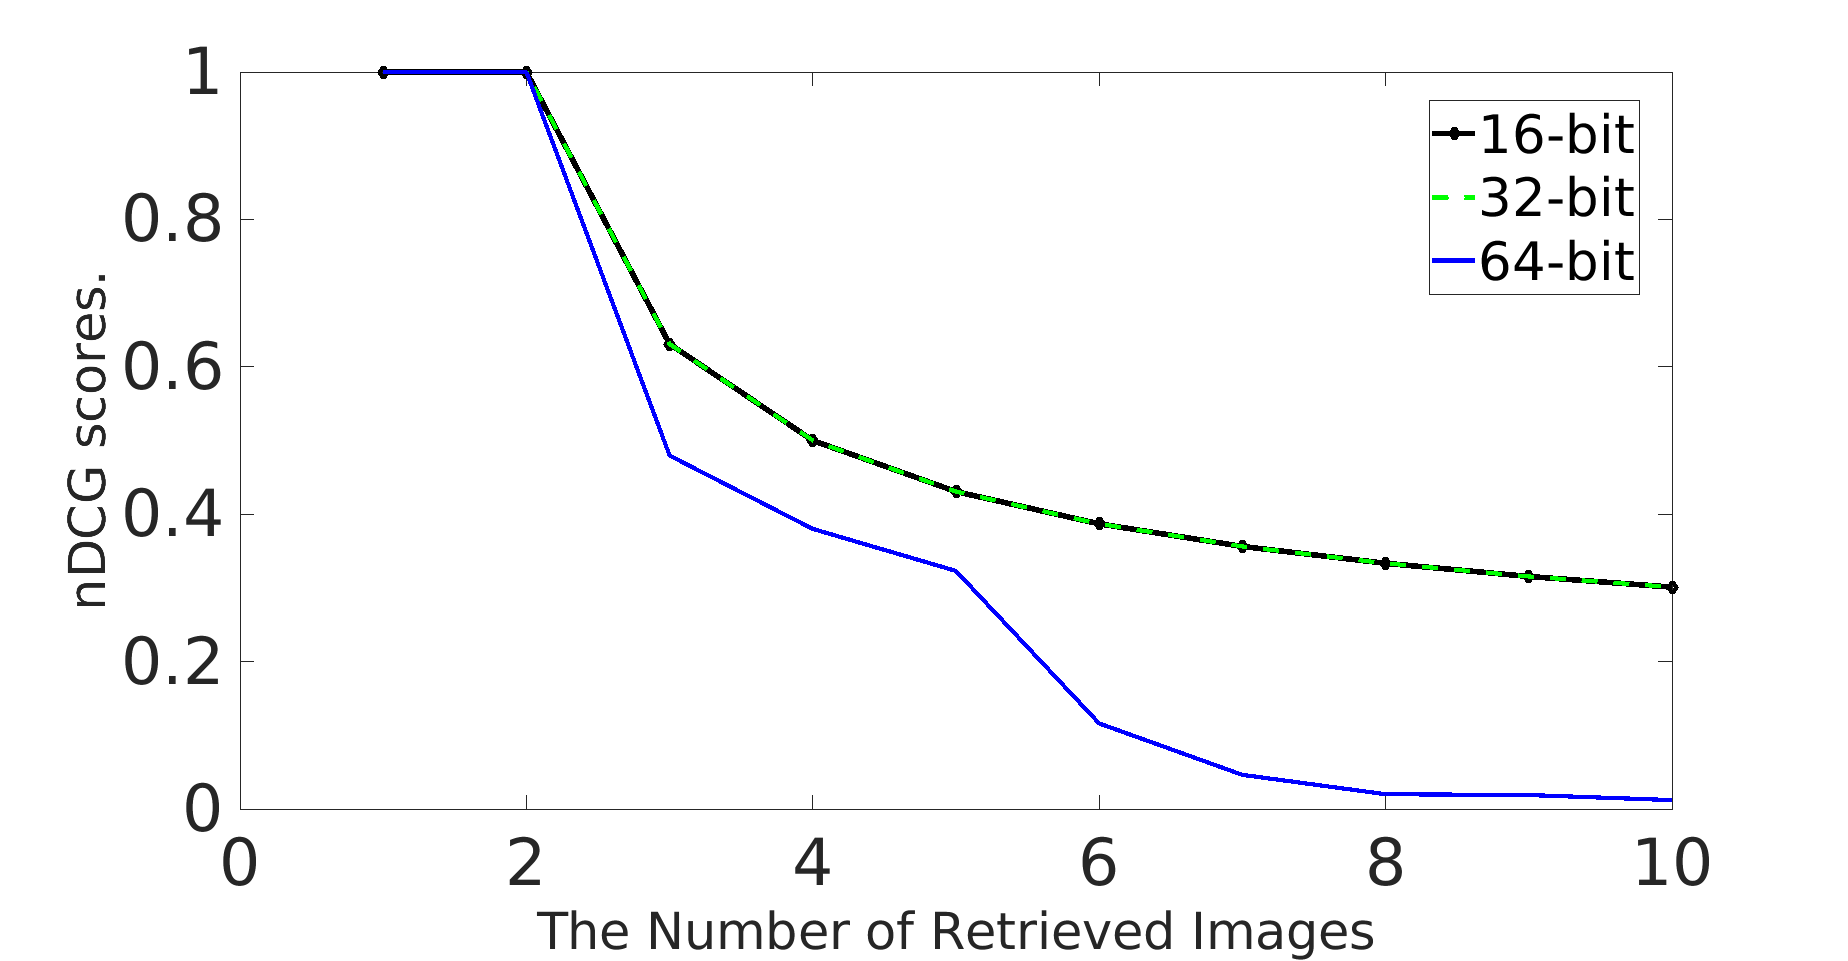 1
0.8
0.6
0.4
0.2
0
nDCG scores.
16-bit
32-bit
64-bit
0 2 4 6 8 10
The Number of Retrieved Images